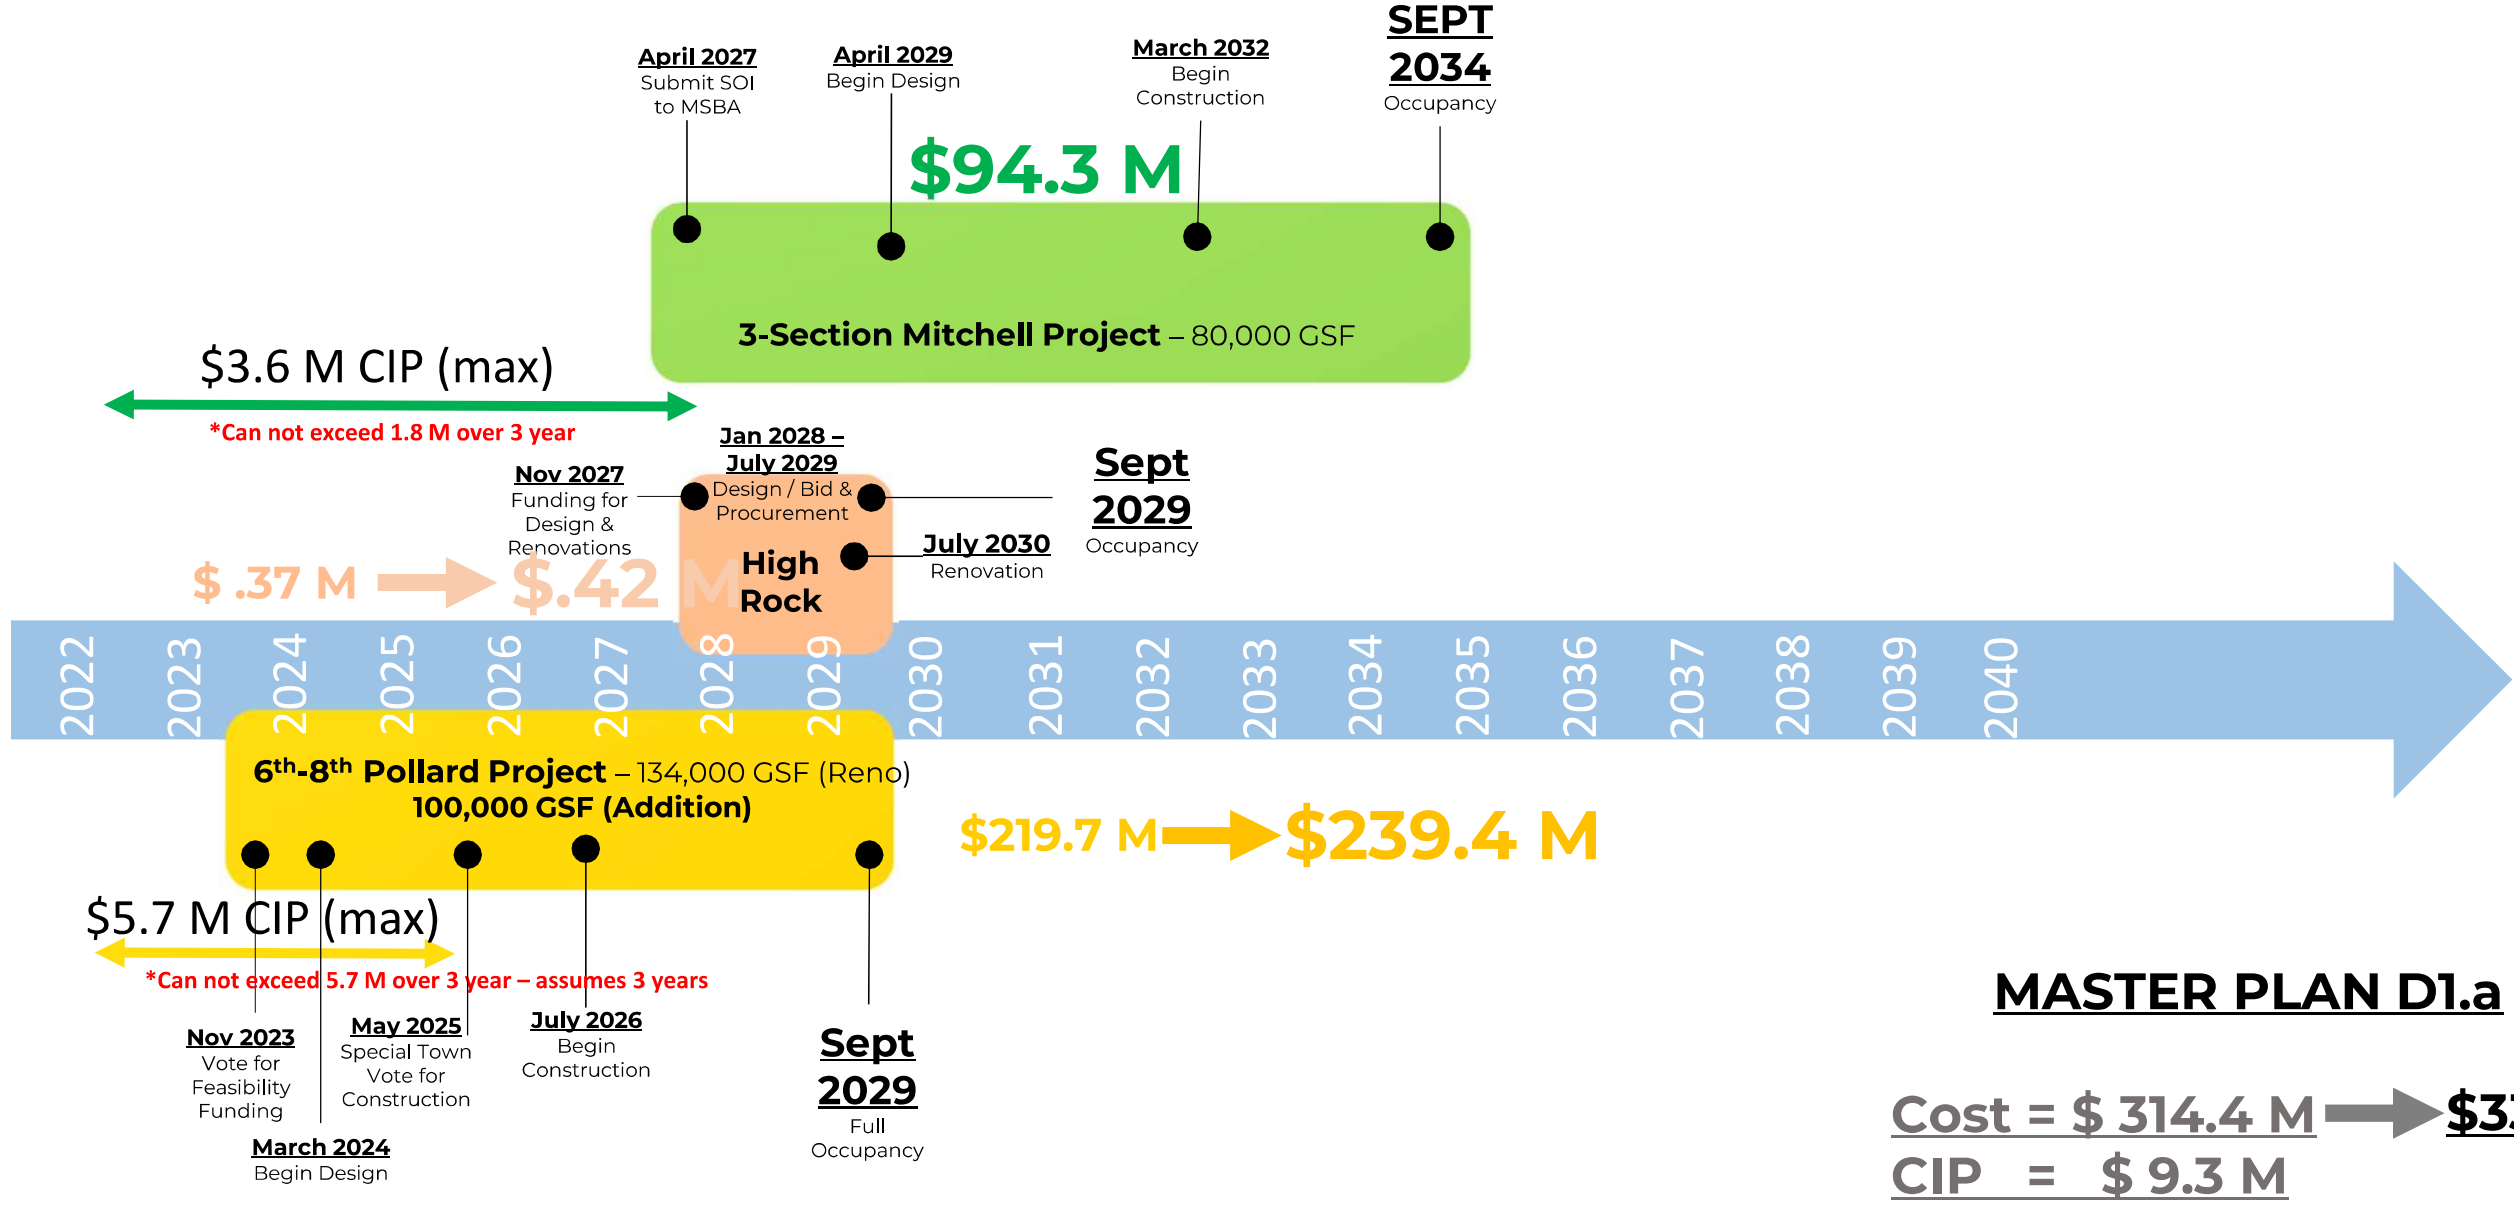 SEPT
2034
Occupancy
April 2027
Submit SOI
to MSBA
April 2029
Begin Design
March 2032
Begin
Construction
$94.3 M
3-Section Mitchell Project – 80,000 GSF
$3.6 M CIP (max)
*Can not exceed 1.8 M over 3 year
Jan 2028 –
July 2029
Design / Bid &
Procurement
Nov 2027
Funding for
Design &
Renovations
Sept
2029
Occupancy
July 2030
Renovation
High
Rock
$ .37 M
$.42 M
2022
2023
2024
2025
2026
2027
2028
2029
2030
2031
2032
2033
2034
2035
2036
2037
2038
2039
2040
6th-8th Pollard Project – 134,000 GSF (Reno)
100,000 GSF (Addition)
$219.7 M
$239.4 M
$5.7 M CIP (max)
*Can not exceed 5.7 M over 3 year – assumes 3 years
Nov 2023
Vote for
Feasibility
Funding
March 2024
Begin Design
May 2025
Special Town
Vote for
Construction
July 2026
Begin
Construction
Sept
2029
Full
Occupancy
MASTER PLAN D1.a
Cost = $ 314.4 M
CIP = $ 9.3 M